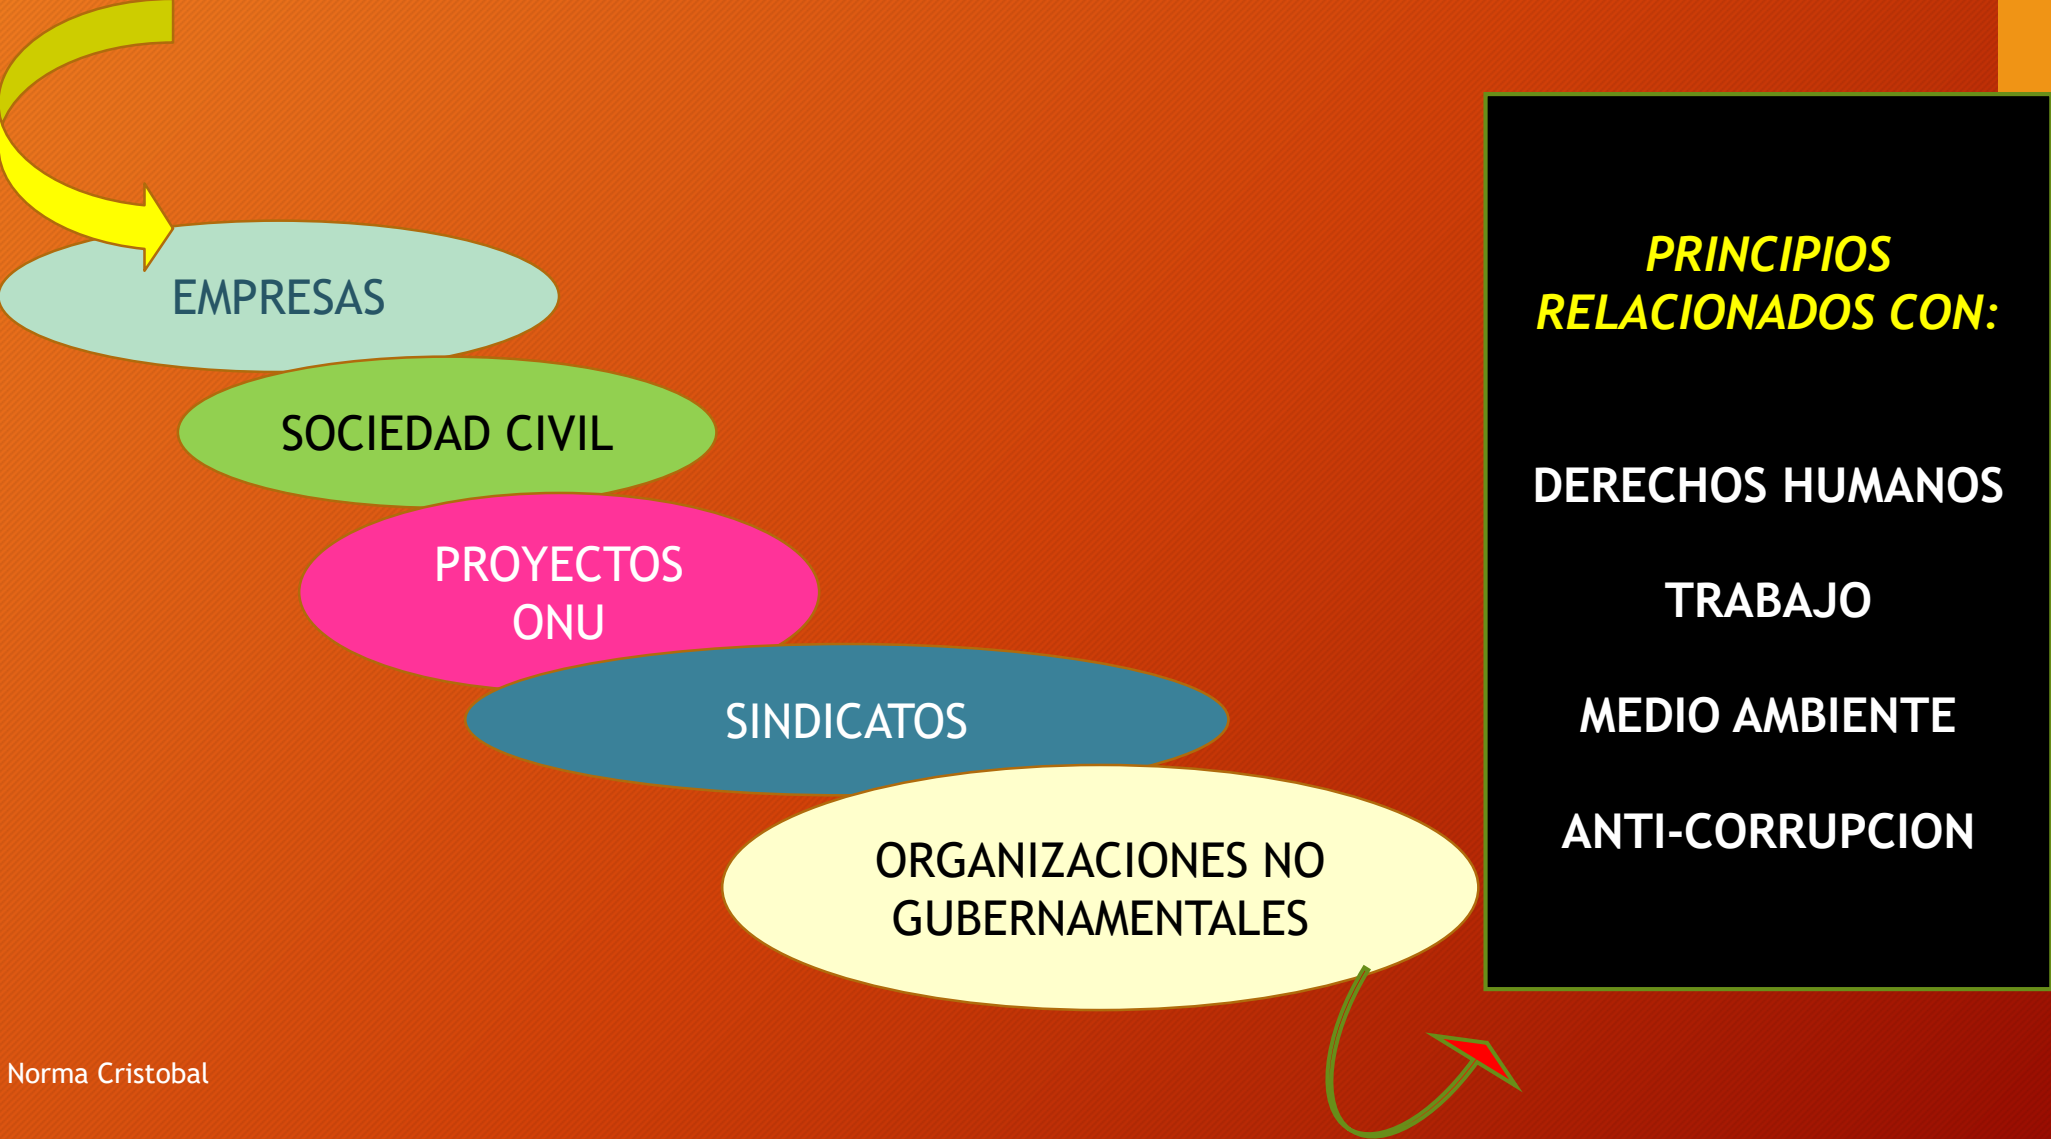 EMPRESAS
SOCIEDAD CIVIL
PROYECTOS
ONU
SINDICATOS
ORGANIZACIONES NO
GUBERNAMENTALES
PRINCIPIOS
RELACIONADOS CON:
DERECHOS HUMANOS
TRABAJO
MEDIO AMBIENTE
ANTI-CORRUPCION
Norma Cristobal